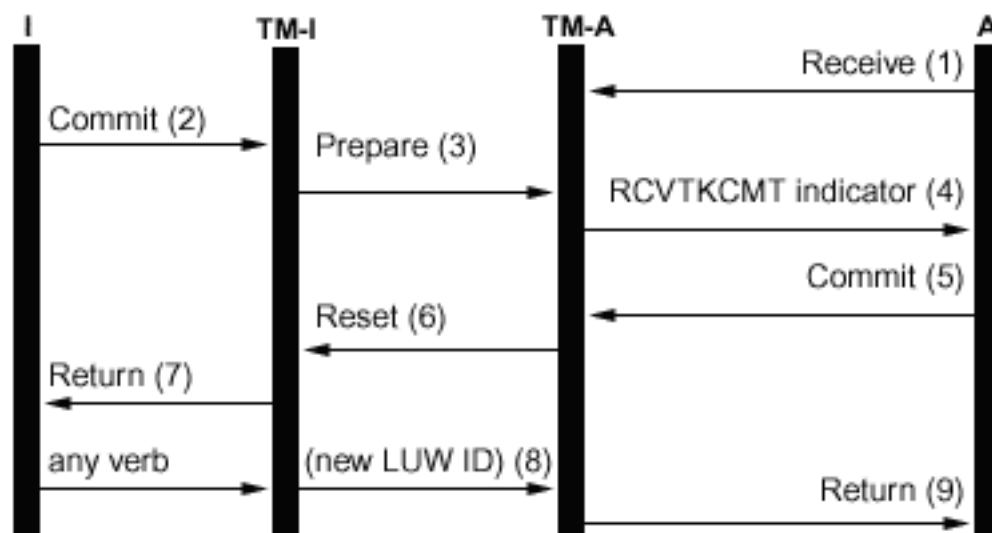 I
TM-I
TM-A
A
Receive (1)
Commit (2)
Prepare (3)
RCVTKCMT indicator (4)
Commit (5)
Reset (6)
Return (7)
any verb
(new LUW ID) (8)
Return (9)